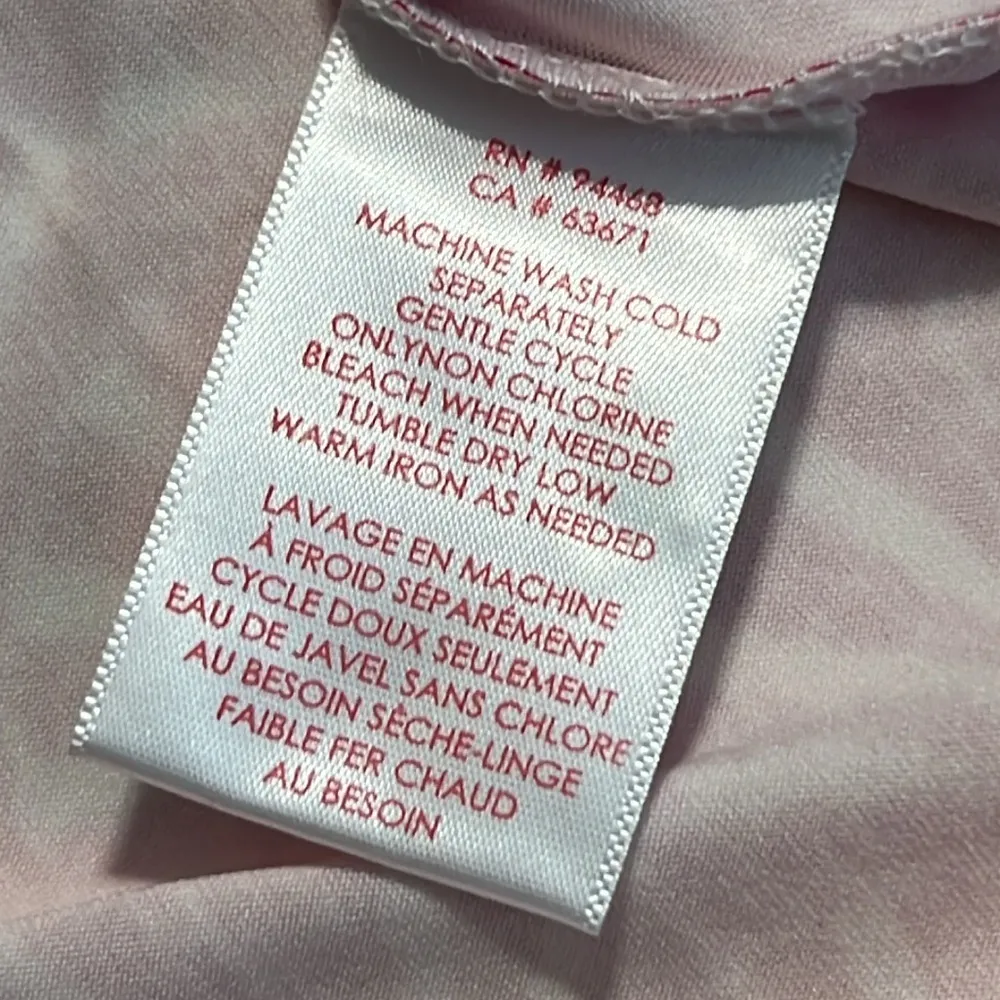 RN # 94468
CA # 63671
MACHINE WASH COLD
SEPARATELY
GENTLE CYCLE
ONLYNON CHLORINE
BLEACH WHEN NEEDED
TUMBLE DRY LOW
WARM IRON AS NEEDED
LAVAGE EN MACHINE
À FROID SÉPARÉMENT
CYCLE DOUX SEULEMENT
EAU DE JAVEL SANS CHLORE
AU BESOIN SÈCHE-LINGE
FAIBLE FER CHAUD
AU BESOIN